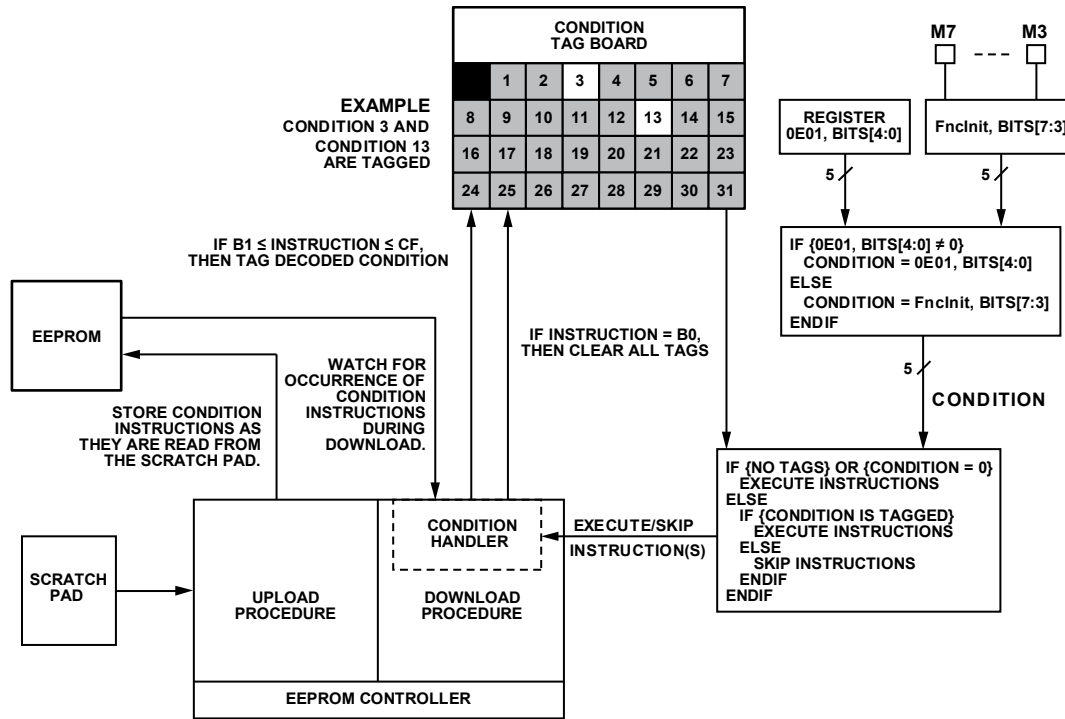 CONDITION
TAG BOARD
1 2 3 4 5 6 7
8 9 10 11 12 13 14 15
16 17 18 19 20 21 22 23
24 25 26 27 28 29 30 31
EXAMPLE
CONDITION 3 AND
CONDITION 13
ARE TAGGED
M7
M3
REGISTER
0E01, BITS[4:0]
FncInit, BITS[7:3]
5
5
IF {0E01, BITS[4:0] ≠ 0}
CONDITION = 0E01, BITS[4:0]
ELSE
CONDITION = FncInit, BITS[7:3]
ENDIF
5
CONDITION
IF B1 ≤ INSTRUCTION ≤ CF,
THEN TAG DECODED CONDITION
IF INSTRUCTION = B0,
THEN CLEAR ALL TAGS
EEPROM
WATCH FOR
OCCURRENCE OF
CONDITION
INSTRUCTIONS
DURING
DOWNLOAD.
STORE CONDITION
INSTRUCTIONS AS
THEY ARE READ FROM
THE SCRATCH PAD.
IF {NO TAGS} OR {CONDITION = 0}
EXECUTE INSTRUCTIONS
ELSE
IF {CONDITION IS TAGGED}
EXECUTE INSTRUCTIONS
ELSE
SKIP INSTRUCTIONS
ENDIF
ENDIF
EXECUTE/SKIP
INSTRUCTION(S)
CONDITION
HANDLER
SCRATCH
PAD
UPLOAD
PROCEDURE
DOWNLOAD
PROCEDURE
EEPROM CONTROLLER